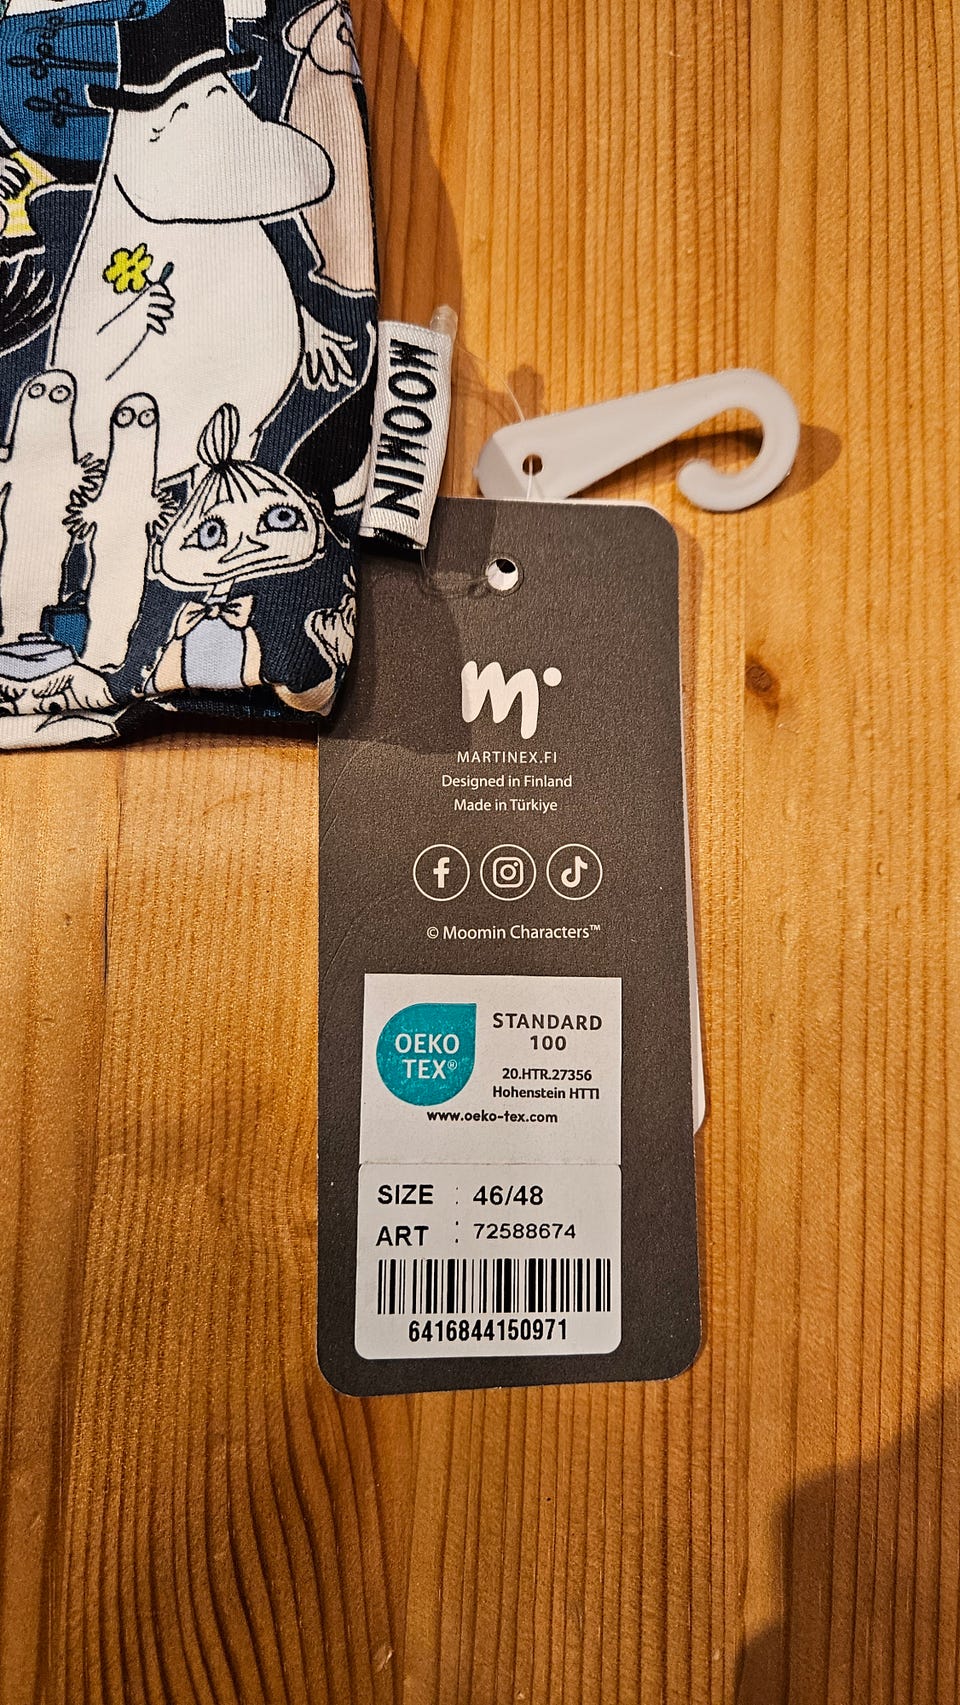 MOOMIN
m
MARTINEX.FI
Designed in Finland
Made in Türkiye
© Moomin Characters™
OEKO
TEX®
STANDARD
100
20.HTR.27356
Hohenstein HTTI
www.oeko-tex.com
SIZE : 46/48
ART : 72588674
6416844150971